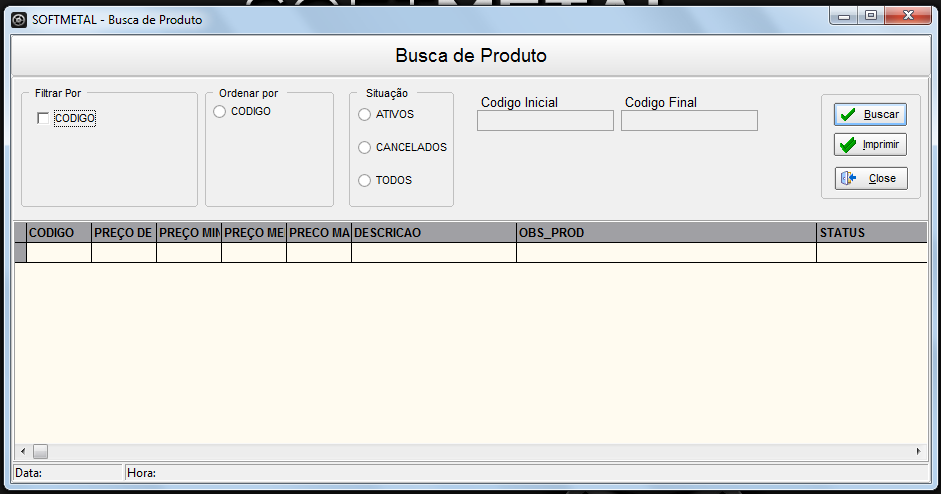 SOFTMETAL - Busca de Produto
Busca de Produto
Filtrar Por
CODIGO
Ordenar por
CODIGO
Situação
ATIVOS
CANCELADOS
TODOS
Codigo Inicial
Codigo Final
Buscar
Imprimir
Close
CODIGO PREÇO DE PREÇO MIN PREÇO ME PRECO MA DESCRICAO OBS_PROD STATUS
Data:
Hora: